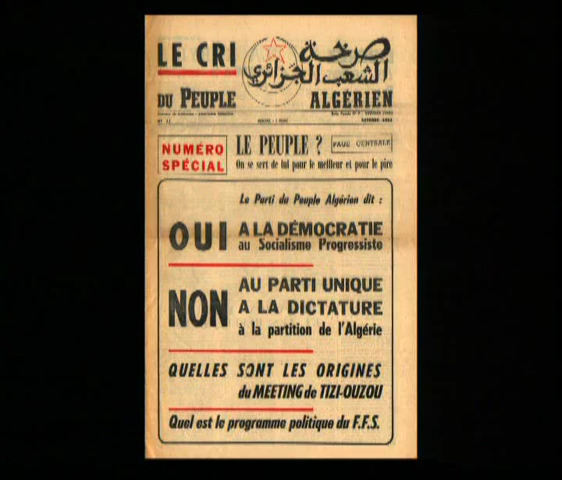 LE CRI
صرخة
الشعب الجزائري
DU PEUPLE
ALGÉRIEN
NUMÉRO
SPÉCIAL
LE PEUPLE ?
PAGE CENTRALE
On se sert de lui pour le meilleur et pour le pire
Le Parti du Peuple Algérien dit :
OUI
A LA DÉMOCRATIE
au Socialisme Progressiste
NON
AU PARTI UNIQUE
A LA DICTATURE
à la partition de l'Algérie
QUELLES SONT LES ORIGINES
du MEETING de TIZI-OUZOU
Quel est le programme politique du F.F.S.